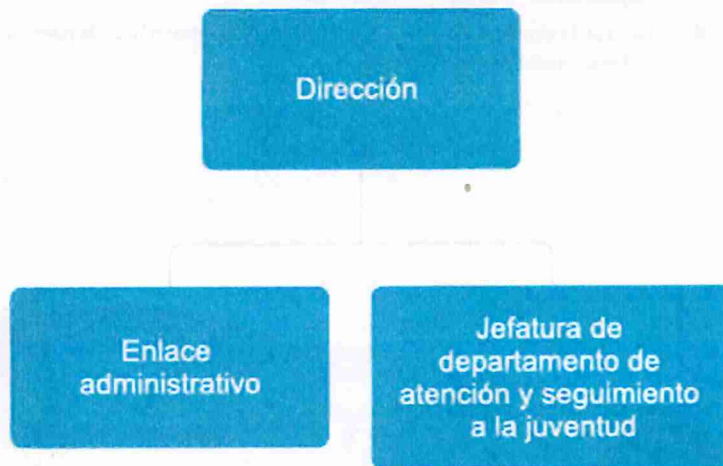 Dirección
Enlace
administrativo
Jefatura de
departamento de
atención y seguimiento
a la juventud